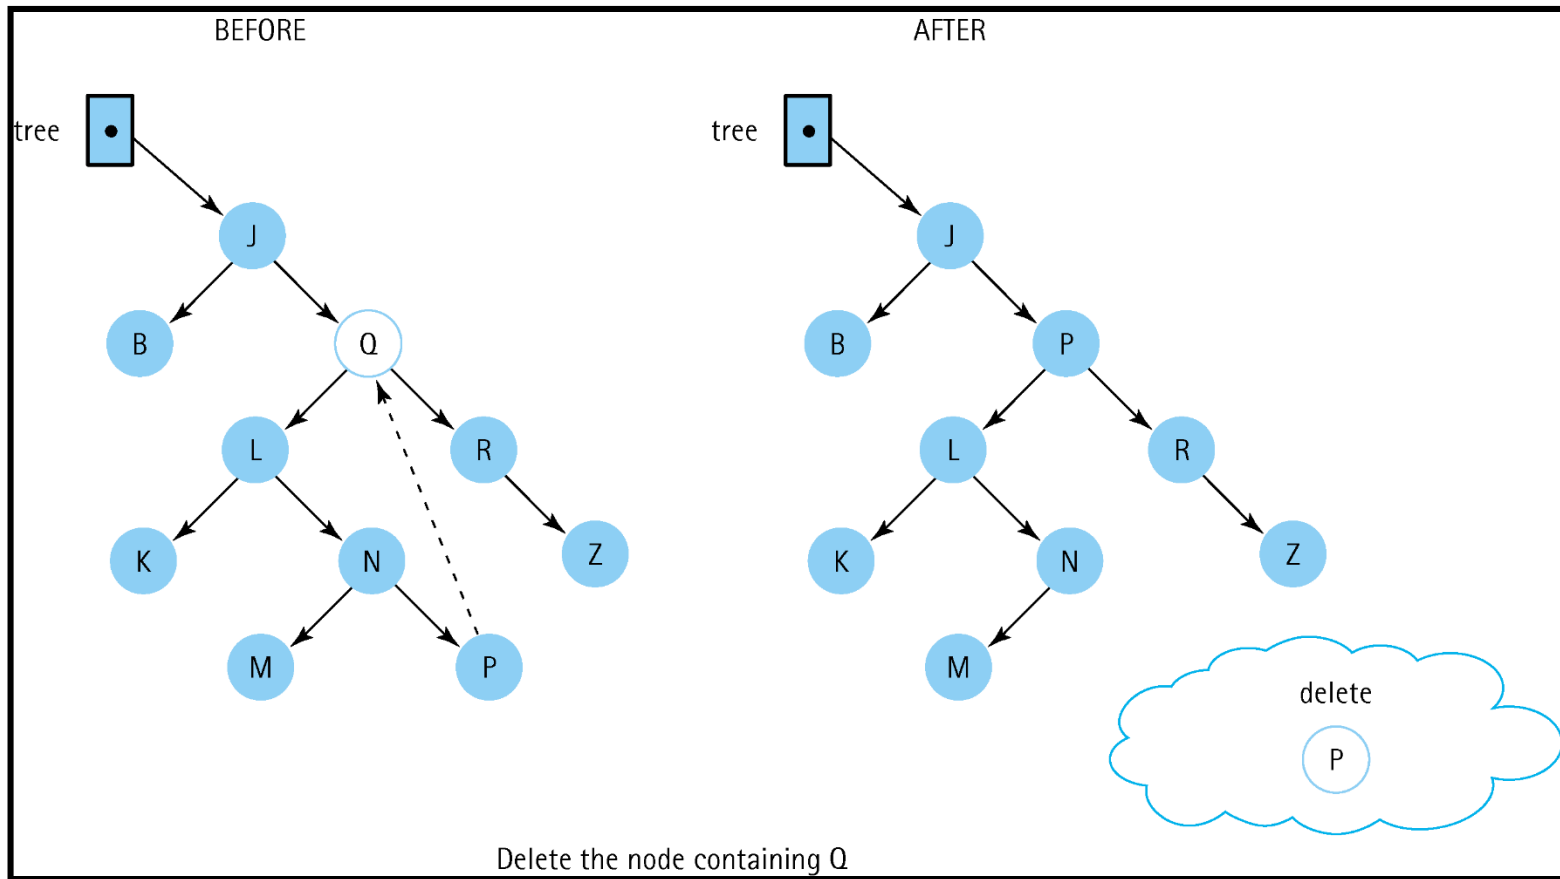 BEFORE
AFTER
tree
tree
J
J
B
Q
B
P
L
R
L
R
K
N
Z
K
N
Z
M
P
M
delete
P
Delete the node containing Q